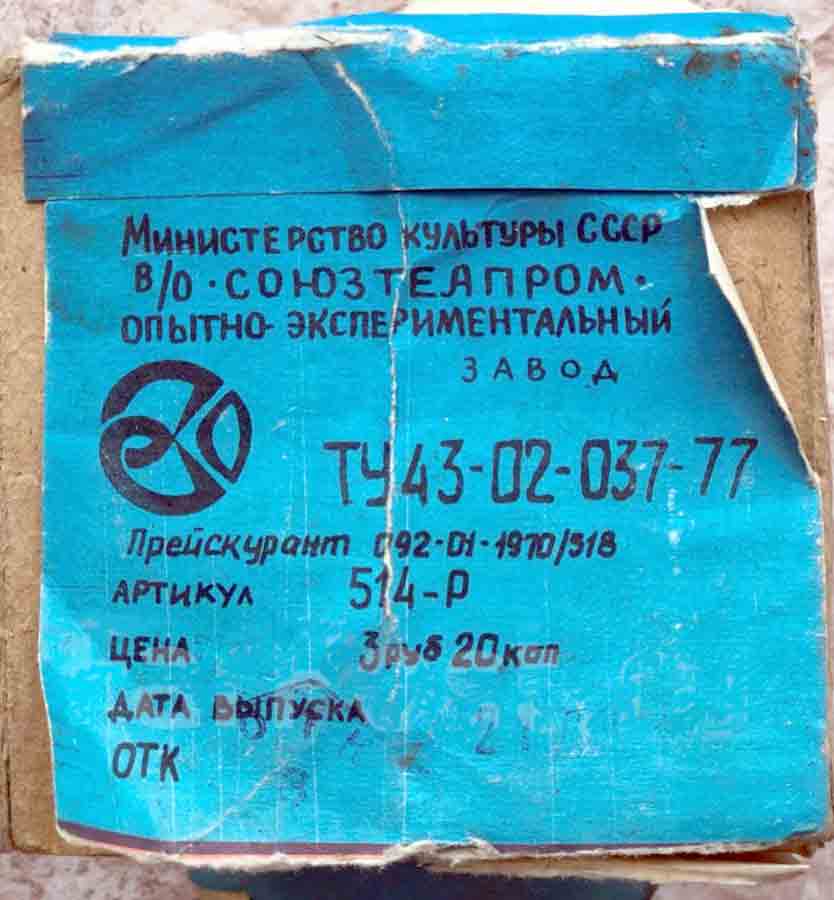 МИНИСТЕРСТВО КУЛЬТУРЫ СССР
В/О · СОЮЗТЕАПРОМ ·
ОПЫТНО-ЭКСПЕРИМЕНТАЛЬНЫЙ
ЗАВОД
ТУ 43-02-037-77
Прейскурант 092-01-1970/518
АРТИКУЛ 514-Р
ЦЕНА 3 руб 20 коп
ДАТА ВЫПУСКА
ОТК